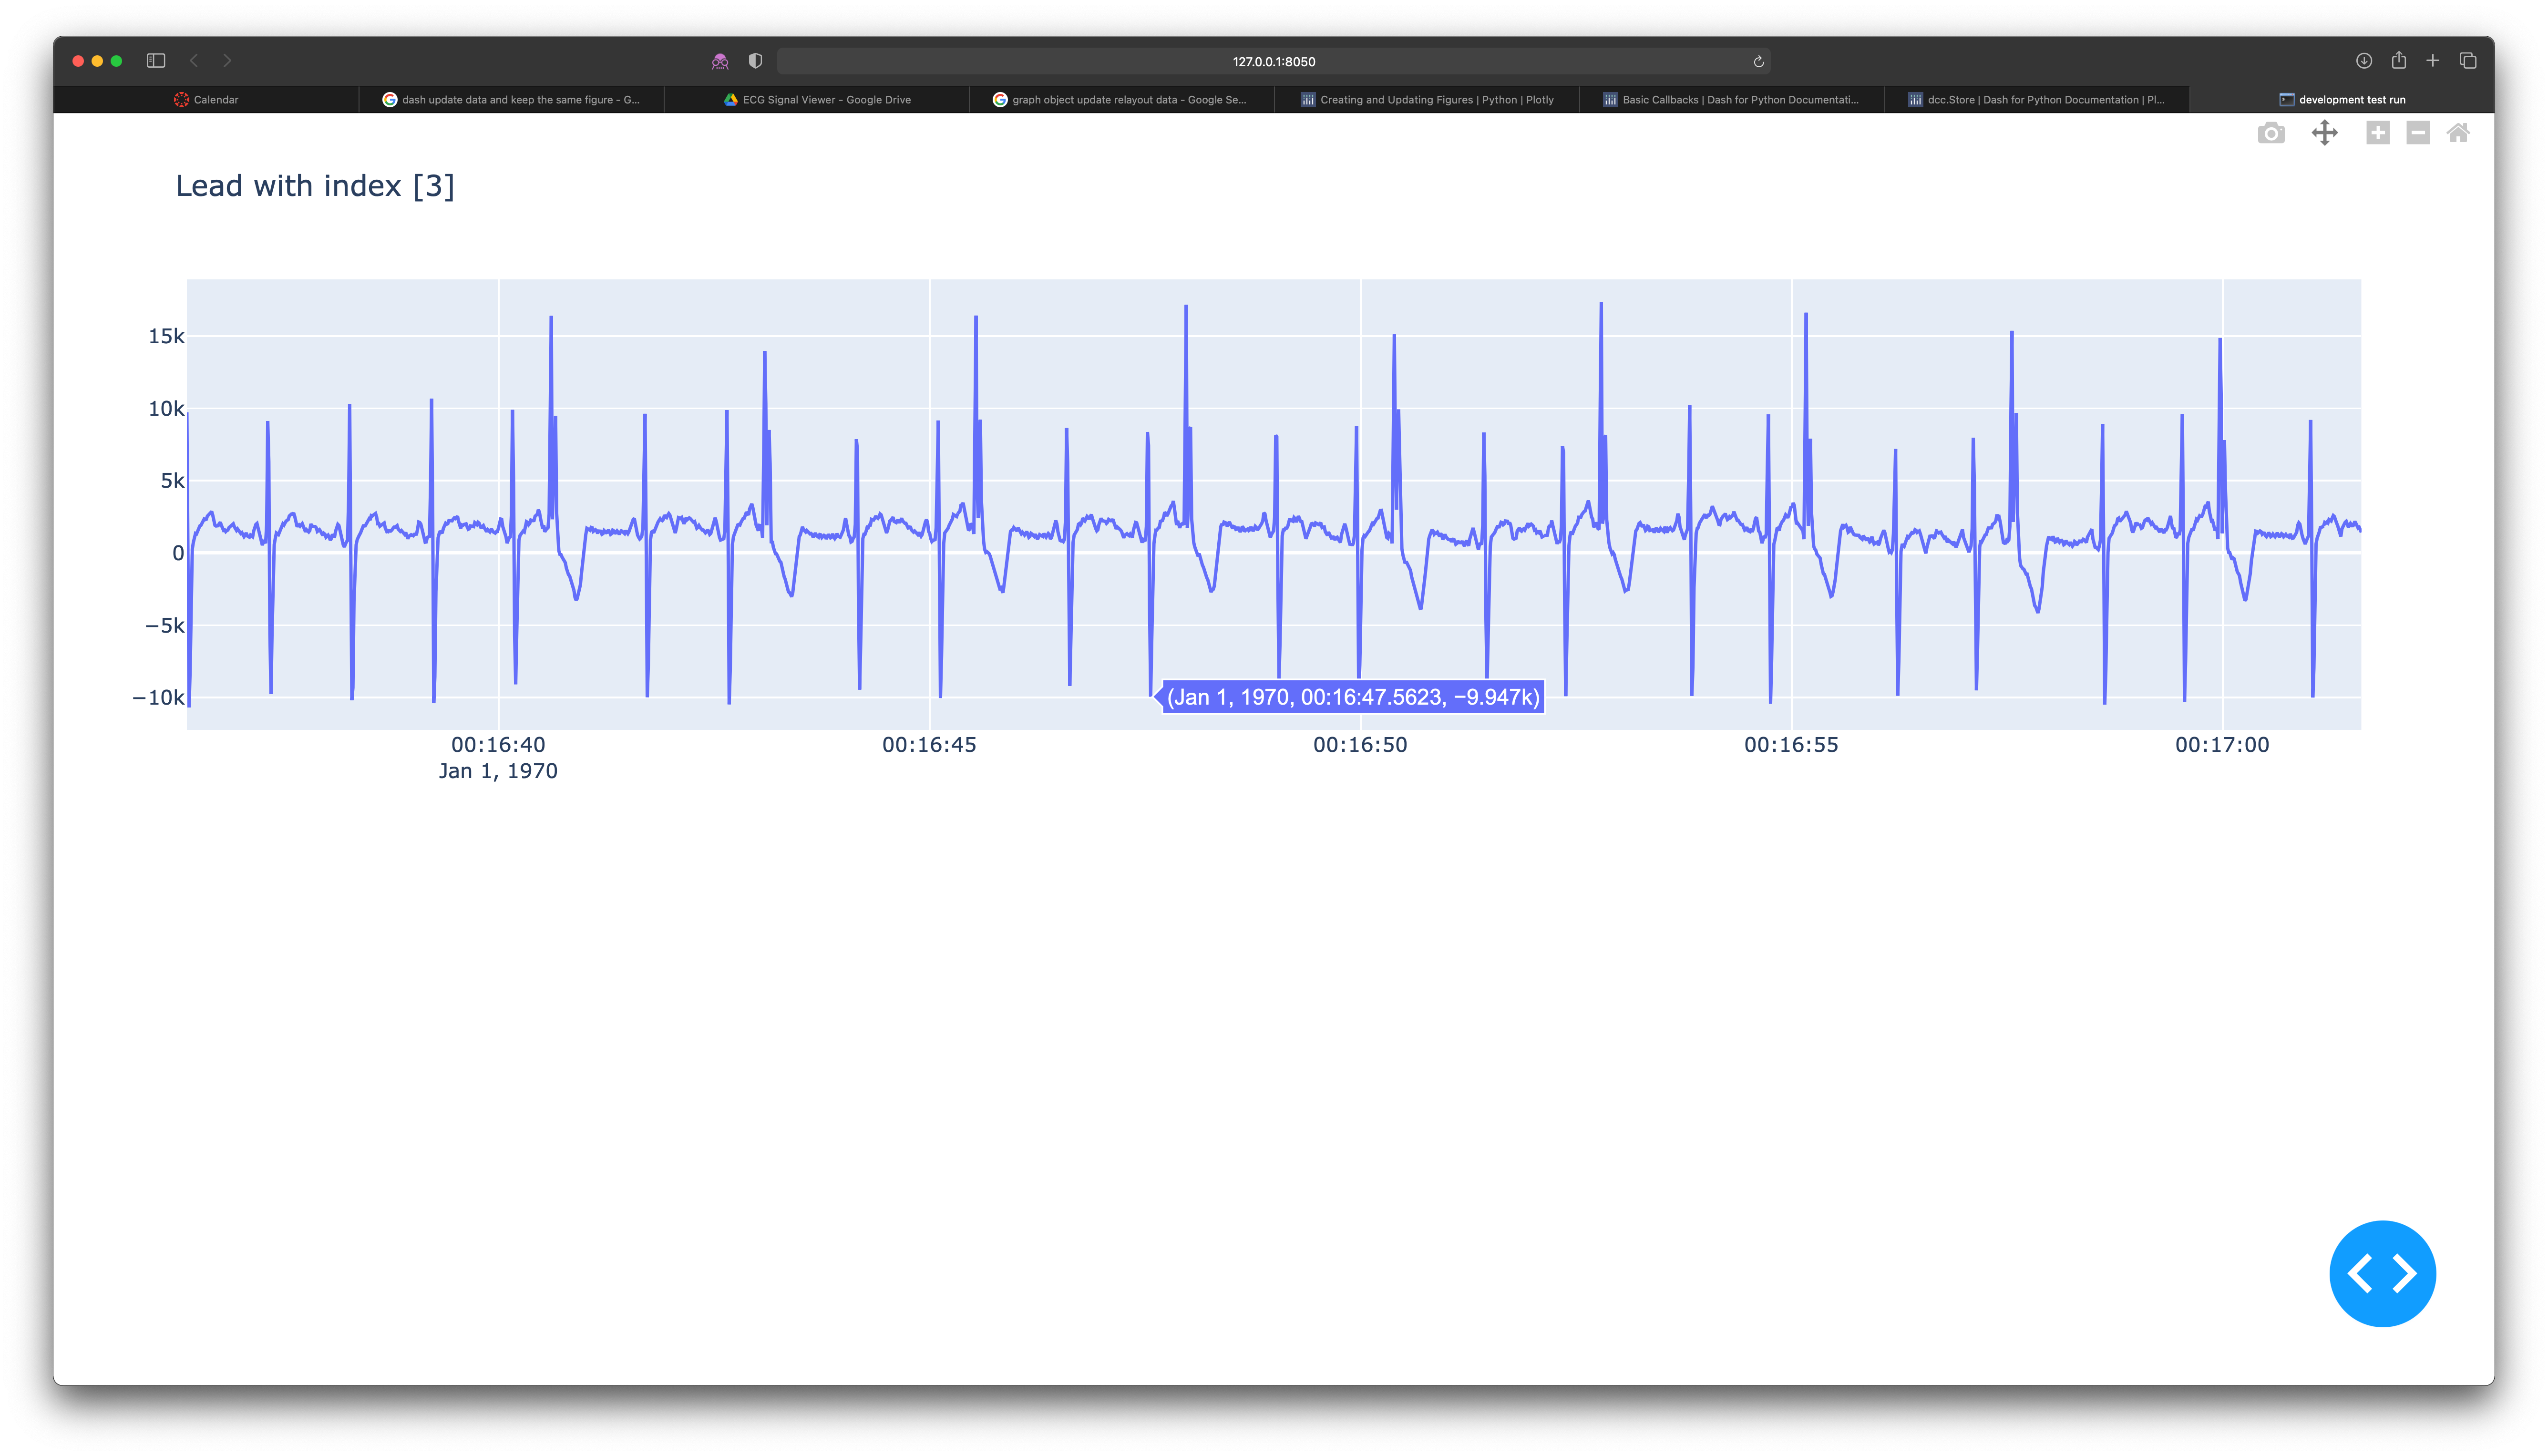 127.0.0.1:8050
Calendar
dash update data and keep the same figure - G...
ECG Signal Viewer - Google Drive
graph object update relayout data - Google Se...
Creating and Updating Figures | Python | Plotly
Basic Callbacks | Dash for Python Documentati...
dcc.Store | Dash for Python Documentation | Pl...
development test run
Lead with index [3]
15k
10k
5k
0
−5k
−10k
(Jan 1, 1970, 00:16:47.5623, −9.947k)
00:16:40
00:16:45
00:16:50
00:16:55
00:17:00
Jan 1, 1970